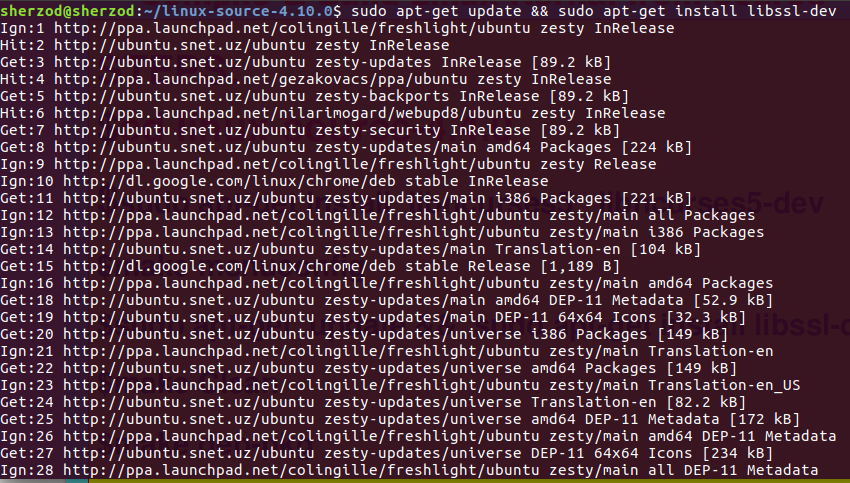 sherzod@sherzod:~/linux-source-4.10.0$ sudo apt-get update && sudo apt-get install libssl-dev
Ign:1 http://ppa.launchpad.net/colingille/freshlight/ubuntu zesty InRelease
Hit:2 http://ubuntu.snet.uz/ubuntu zesty InRelease
Get:3 http://ubuntu.snet.uz/ubuntu zesty-updates InRelease [89.2 kB]
Hit:4 http://ppa.launchpad.net/gezakovacs/ppa/ubuntu zesty InRelease
Get:5 http://ubuntu.snet.uz/ubuntu zesty-backports InRelease [89.2 kB]
Hit:6 http://ppa.launchpad.net/nilarimogard/webupd8/ubuntu zesty InRelease
Get:7 http://ubuntu.snet.uz/ubuntu zesty-security InRelease [89.2 kB]
Get:8 http://ubuntu.snet.uz/ubuntu zesty-updates/main amd64 Packages [224 kB]
Ign:9 http://ppa.launchpad.net/colingille/freshlight/ubuntu zesty Release
Ign:10 http://dl.google.com/linux/chrome/deb stable InRelease
Get:11 http://ubuntu.snet.uz/ubuntu zesty-updates/main i386 Packages [221 kB]
Ign:12 http://ppa.launchpad.net/colingille/freshlight/ubuntu zesty/main all Packages
Ign:13 http://ppa.launchpad.net/colingille/freshlight/ubuntu zesty/main i386 Packages
Get:14 http://ubuntu.snet.uz/ubuntu zesty-updates/main Translation-en [104 kB]
Get:15 http://dl.google.com/linux/chrome/deb stable Release [1,189 B]
Ign:16 http://ppa.launchpad.net/colingille/freshlight/ubuntu zesty/main amd64 Packages
Get:18 http://ubuntu.snet.uz/ubuntu zesty-updates/main amd64 DEP-11 Metadata [52.9 kB]
Get:19 http://ubuntu.snet.uz/ubuntu zesty-updates/main DEP-11 64x64 Icons [32.3 kB]
Get:20 http://ubuntu.snet.uz/ubuntu zesty-updates/universe i386 Packages [149 kB]
Ign:21 http://ppa.launchpad.net/colingille/freshlight/ubuntu zesty/main Translation-en
Get:22 http://ubuntu.snet.uz/ubuntu zesty-updates/universe amd64 Packages [149 kB]
Ign:23 http://ppa.launchpad.net/colingille/freshlight/ubuntu zesty/main Translation-en_US
Get:24 http://ubuntu.snet.uz/ubuntu zesty-updates/universe Translation-en [82.2 kB]
Get:25 http://ubuntu.snet.uz/ubuntu zesty-updates/universe amd64 DEP-11 Metadata [172 kB]
Ign:26 http://ppa.launchpad.net/colingille/freshlight/ubuntu zesty/main amd64 DEP-11 Metadata
Get:27 http://ubuntu.snet.uz/ubuntu zesty-updates/universe DEP-11 64x64 Icons [234 kB]
Ign:28 http://ppa.launchpad.net/colingille/freshlight/ubuntu zesty/main all DEP-11 Metadata